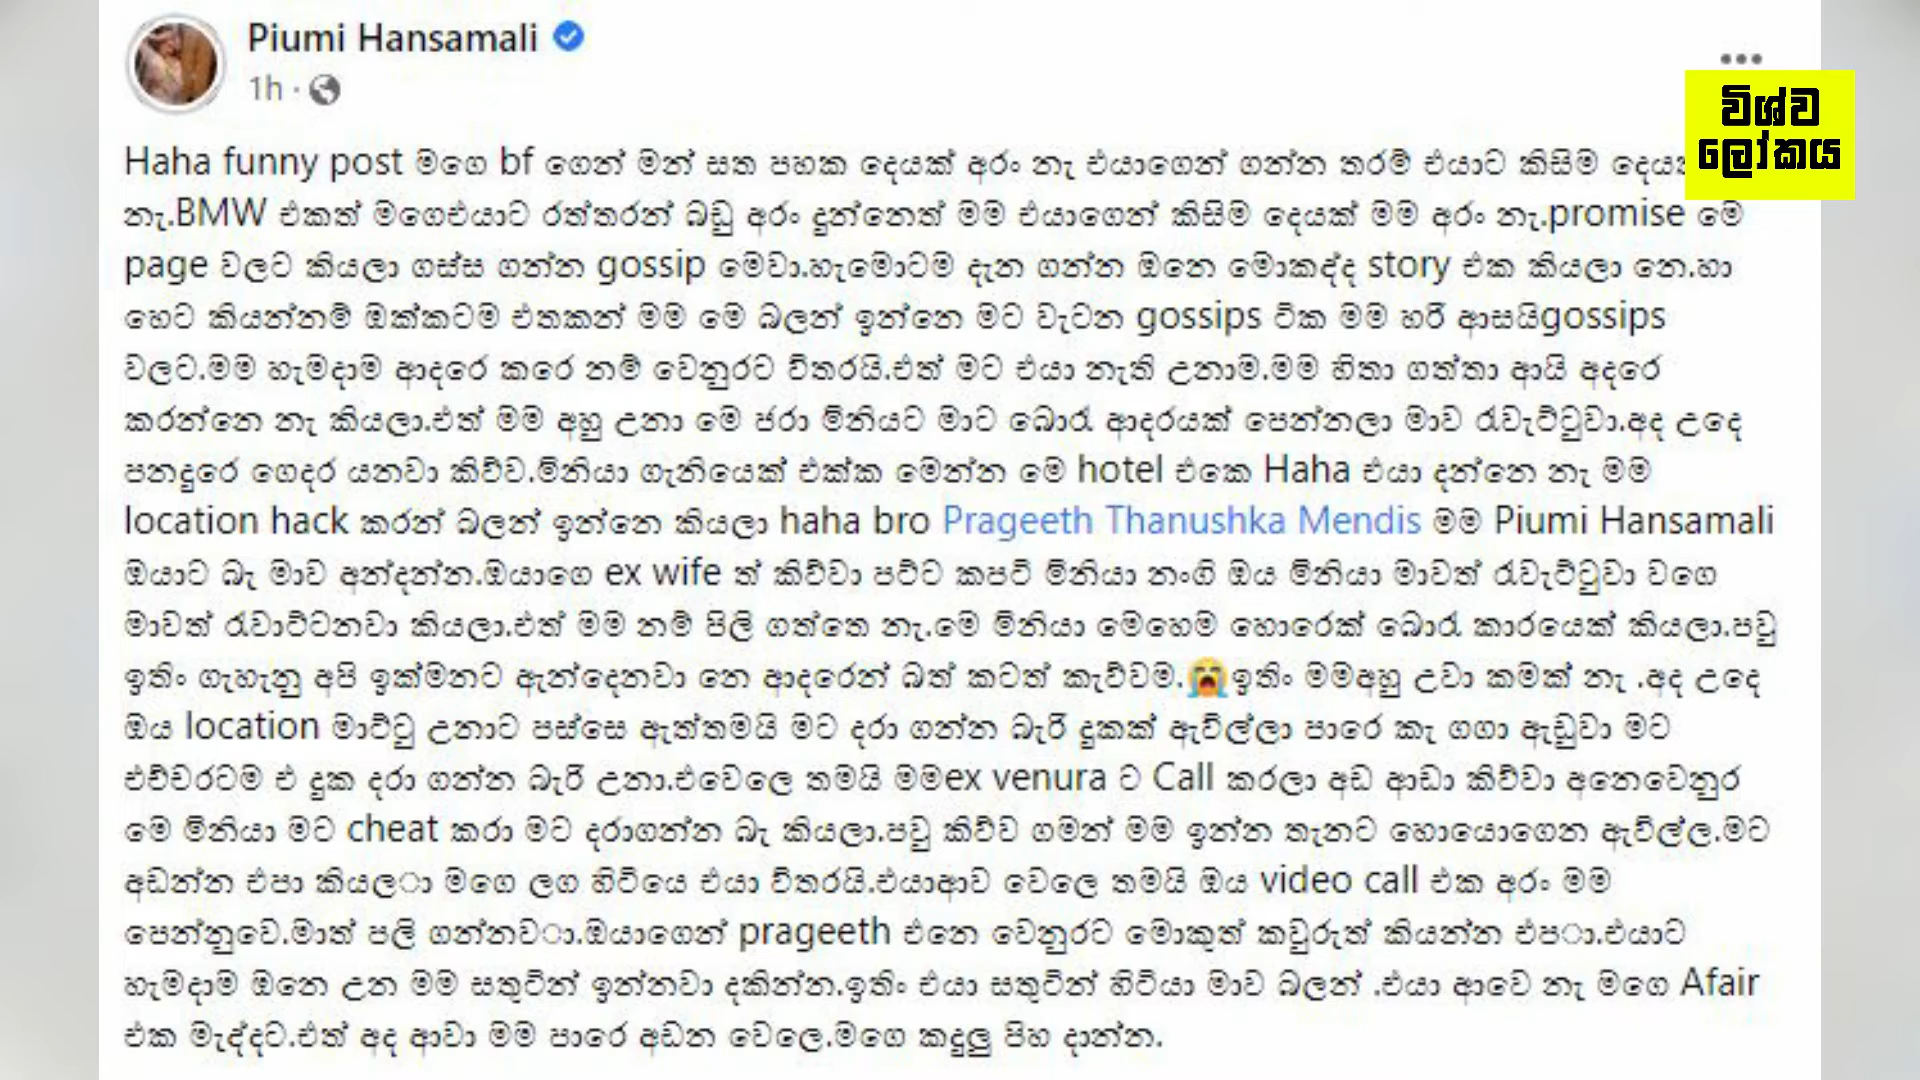 Piumi Hansamali
1h
විශ්ව
ලෝකය
Haha funny post මගෙ bf ගෙන් මන් සත පහක දෙයක් අරං නැ එයාගෙන් ගන්න තරම් එයාට කිසිම
නැ.BMW එකත් මගෙඑයාට රත්තරන් බඩු අරං දුන්නෙත් මම එයාගෙන් කිසිම දෙයක් මම අරං නැ.promise මෙ
page වලට කියලා ගස්ස ගන්න gossip මෙවා.හැමොටම දැන ගන්න ඔනෙ මොකද්ද story එක කියලා නෙ.හා
හෙට කියන්නම් ඔක්කටම එතකන් මම මෙ බලන් ඉන්නෙ මට වැටන gossips ටික මම හරි ආසයිgossips
වලට.මම හැමදාම ආදරෙ කරෙ නම් වෙනුරට විතරයි.එත් මට එයා නැති උනාම.මම හිතා ගත්තා ආයි අදරෙ
කරන්නෙ නැ කියලා.එත් මම අහු උනා මෙ ජරා මිනියට මාට බොරැ ආදරයක් පෙන්නලා මාව රැවැට්ටුවා.අද උදෙ
පනදුරෙ ගෙදර යනවා කිව්ව.මිනියා ගැනියෙක් එක්ක මෙන්න මෙ hotel එකෙ Haha එයා දන්නෙ නැ මම
location hack කරන් බලන් ඉන්නෙ කියලා haha bro Prageeth Thanushka Mendis මම Piumi Hansamali
ඔයාට බැ මාව අන්දන්න.ඔයාගෙ ex wife ත් කිව්වා පට්ට කපටි මිනියා නංගි ඔය මිනියා මාවත් රැවැට්ටුවා වගෙ
මාවත් රැවාට්ටනවා කියලා.එත් මම නම් පිලි ගත්තෙ නැ.මෙ මිනියා මෙහෙම හොරෙක් බොරැ කාරයෙක් කියලා.පවු
ඉතිං ගැහැනු අපි ඉක්මනට ඇන්දෙනවා නෙ ආදරෙන් බත් කටත් කැව්වම.😭ඉතිං මමඅහු උවා කමක් නැ .අද උදෙ
ඔය location මාට්ටු උනාට පස්සෙ ඇත්තමයි මට දරා ගන්න බැරි දුකක් ඇවිල්ලා පාරෙ කැ ගගා ඇඩුවා මට
එච්චරටම එ දුක දරා ගන්න බැරි උනා.එවෙලෙ තමයි මමex venura ට Call කරලා අඩ ආඩා කිව්වා අනෙවෙනුර
මෙ මිනියා මට cheat කරා මට දරාගන්න බැ කියලා.පවු කිව්ව ගමන් මම ඉන්න තැනට හොයොගෙන ඇවිල්ල.මට
අඩන්න එපා කියලා මගෙ ලග හිටියෙ එයා විතරයි.එයාආව වෙලෙ තමයි ඔය video call එක අරං මම
පෙන්නුවෙ.මාත් පලි ගන්නවා.ඔයාගෙන් prageeth එනෙ වෙනුරට මොකුත් කවුරුත් කියන්න එපා.එයාට
හැමදාම ඔනෙ උන මම සතුටින් ඉන්නවා දකින්න.ඉතිං එයා සතුටින් හිටියා මාව බලන් .එයා ආවෙ නැ මගෙ Afair
එක මැද්දට.එත් අද ආවා මම පාරෙ අඩන වෙලෙ.මගෙ කඳුලු පිහ දාන්න.